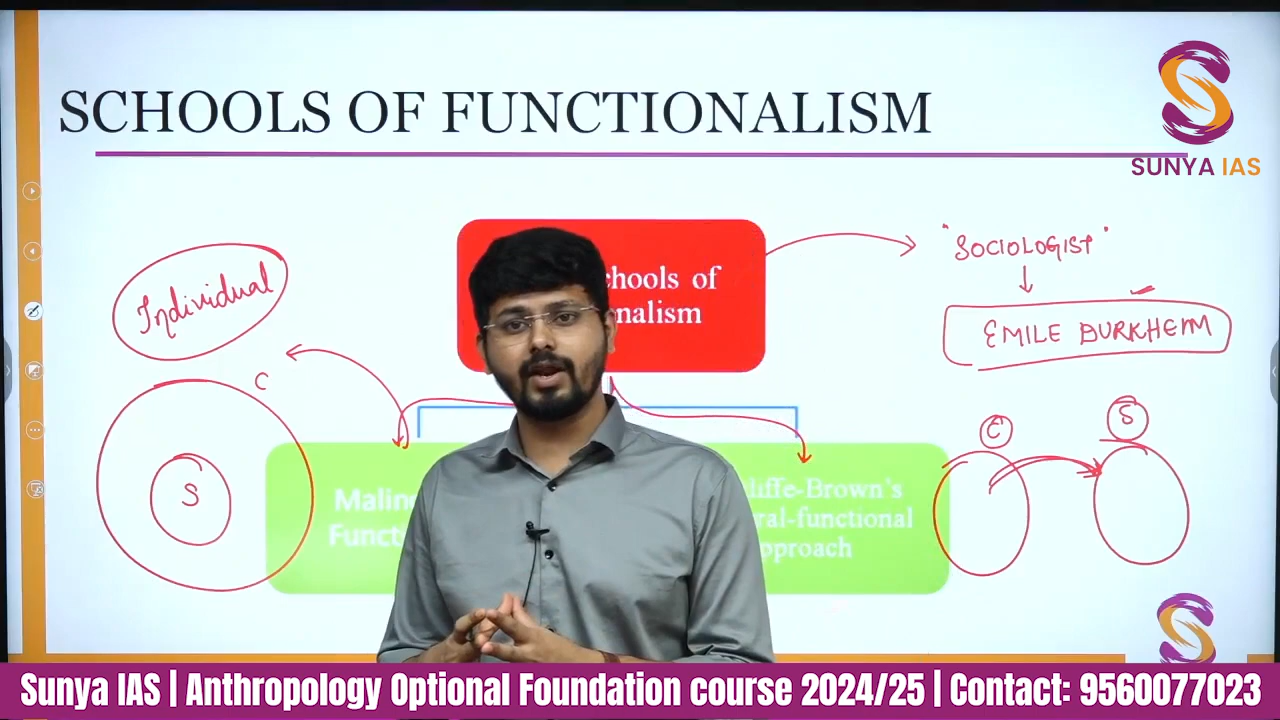 SCHOOLS OF FUNCTIONALISM
SUNYA IAS
chools of
nalism
"SOCIOLOGIST"
EMILE DURKHEIM
Individual
C
S
C
S
Malin
Functi
liffe-Brown's
ral-functional
pproach
Sunya IAS | Anthropology Optional Foundation course 2024/25 | Contact: 9560077023